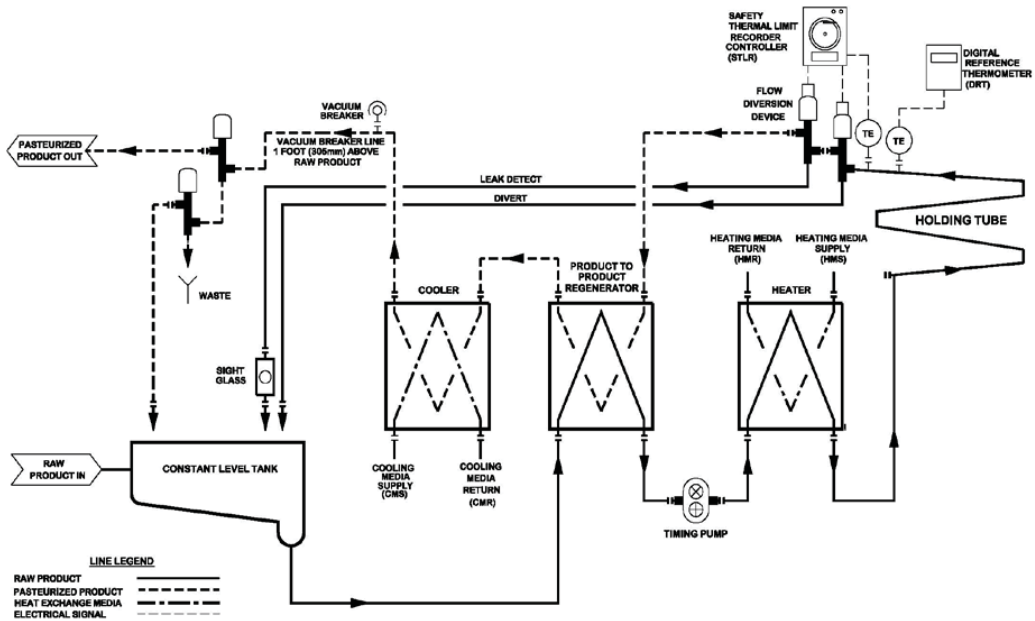 SAFETY
THERMAL LIMIT
RECORDER
CONTROLLER
(STLR)
DIGITAL
REFERENCE
THERMOMETER
(DRT)
FLOW
DIVERSION
DEVICE
TE
TE
VACUUM
BREAKER
PASTEURIZED
PRODUCT OUT
VACUUM BREAKER LINE
1 FOOT (305mm) ABOVE
RAW PRODUCT
LEAK DETECT
DIVERT
HOLDING TUBE
WASTE
HEATING MEDIA
RETURN
(HMR)
HEATING MEDIA
SUPPLY
(HMS)
COOLER
PRODUCT TO
PRODUCT
REGENERATOR
HEATER
SIGHT
GLASS
RAW
PRODUCT IN
CONSTANT LEVEL TANK
COOLING
MEDIA
SUPPLY
(CMS)
COOLING
MEDIA
RETURN
(CMR)
TIMING PUMP
LINE LEGEND
RAW PRODUCT
PASTEURIZED PRODUCT
HEAT EXCHANGE MEDIA
ELECTRICAL SIGNAL